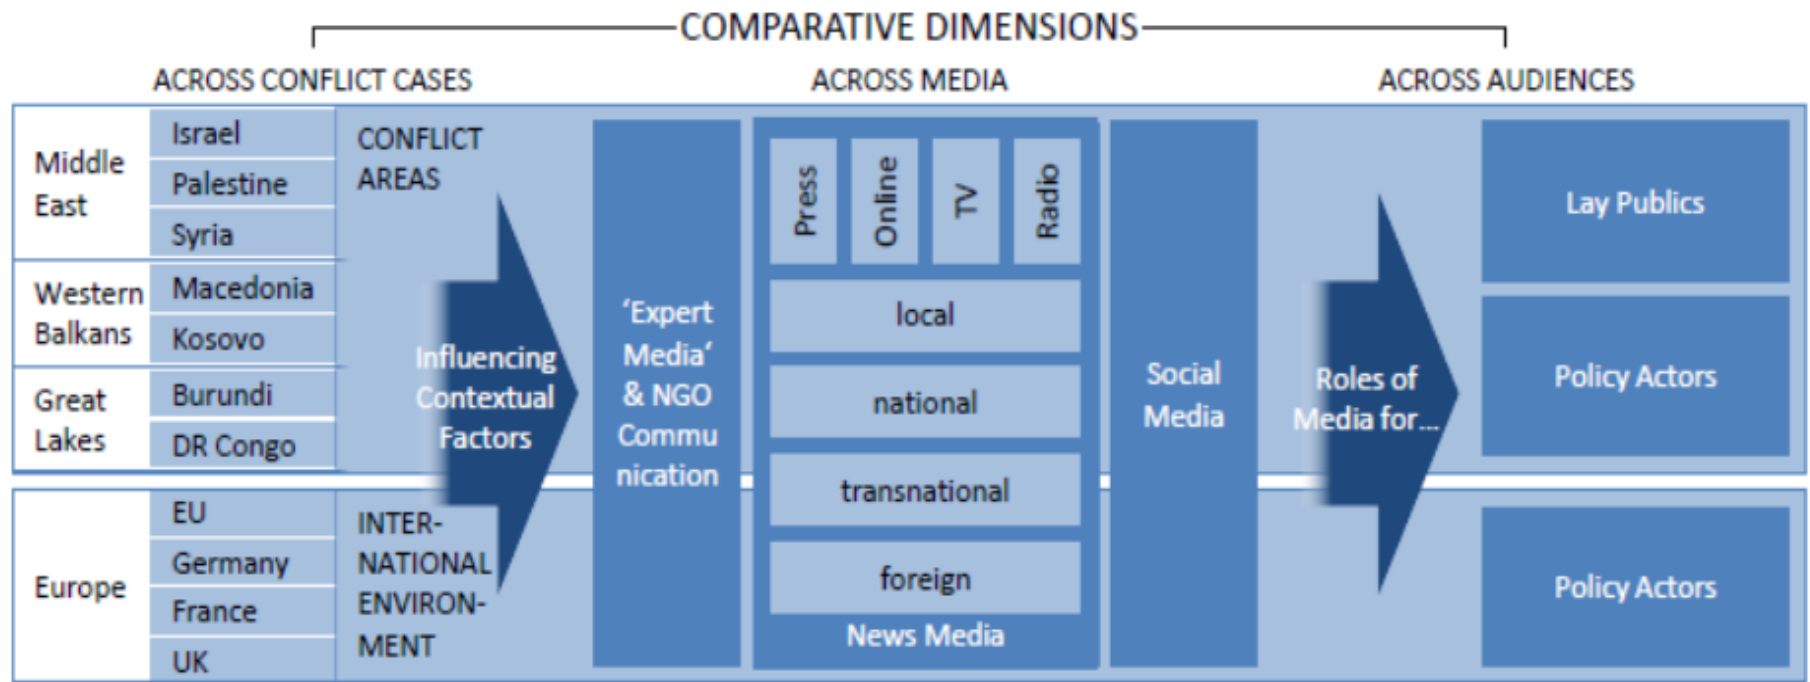 COMPARATIVE DIMENSIONS
ACROSS CONFLICT CASES
ACROSS MEDIA
ACROSS AUDIENCES
Middle
East
Israel
Palestine
Syria
Western
Balkans
Macedonia
Kosovo
Great
Lakes
Burundi
DR Congo
Europe
EU
Germany
France
UK
CONFLICT
AREAS
INTER-
NATIONAL
ENVIRON-
MENT
Influencing
Contextual
Factors
‘Expert
Media‘
& NGO
Commu
nication
Press
Online
TV
Radio
local
national
transnational
foreign
News Media
Social
Media
Roles of
Media for...
Lay Publics
Policy Actors
Policy Actors